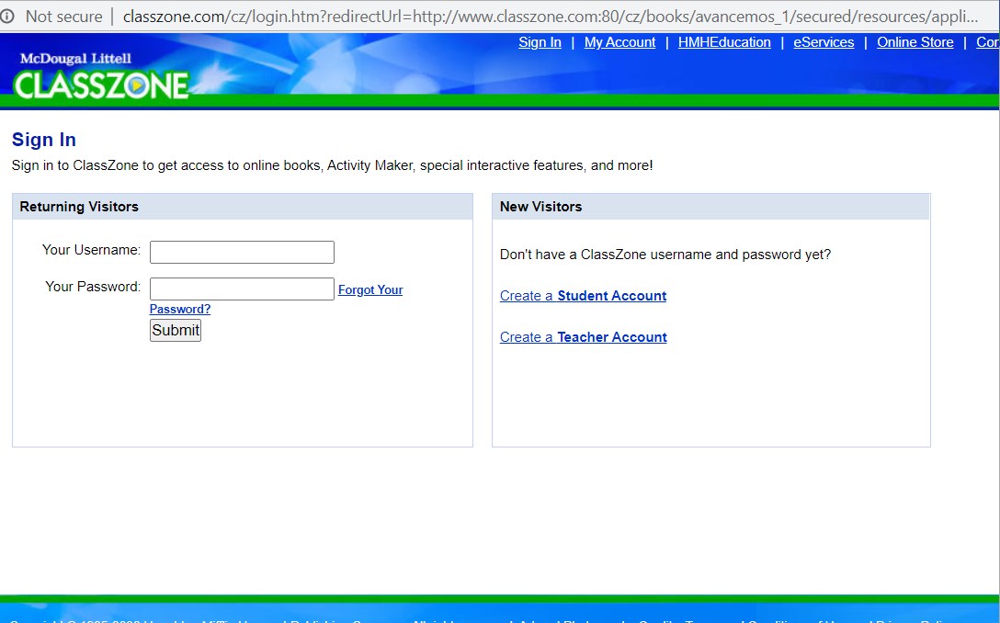 Not secure | classzone.com/cz/login.htm?redirectUrl=http://www.classzone.com:80/cz/books/avancemos_1/secured/resources/appli...
Sign In | My Account | HMHEducation | eServices | Online Store | Cor
McDougal Littell
CLASSZONE
Sign In
Sign in to ClassZone to get access to online books, Activity Maker, special interactive features, and more!
Returning Visitors
Your Username:
Your Password: Forgot Your
Password?
Submit
New Visitors
Don't have a ClassZone username and password yet?
Create a Student Account
Create a Teacher Account